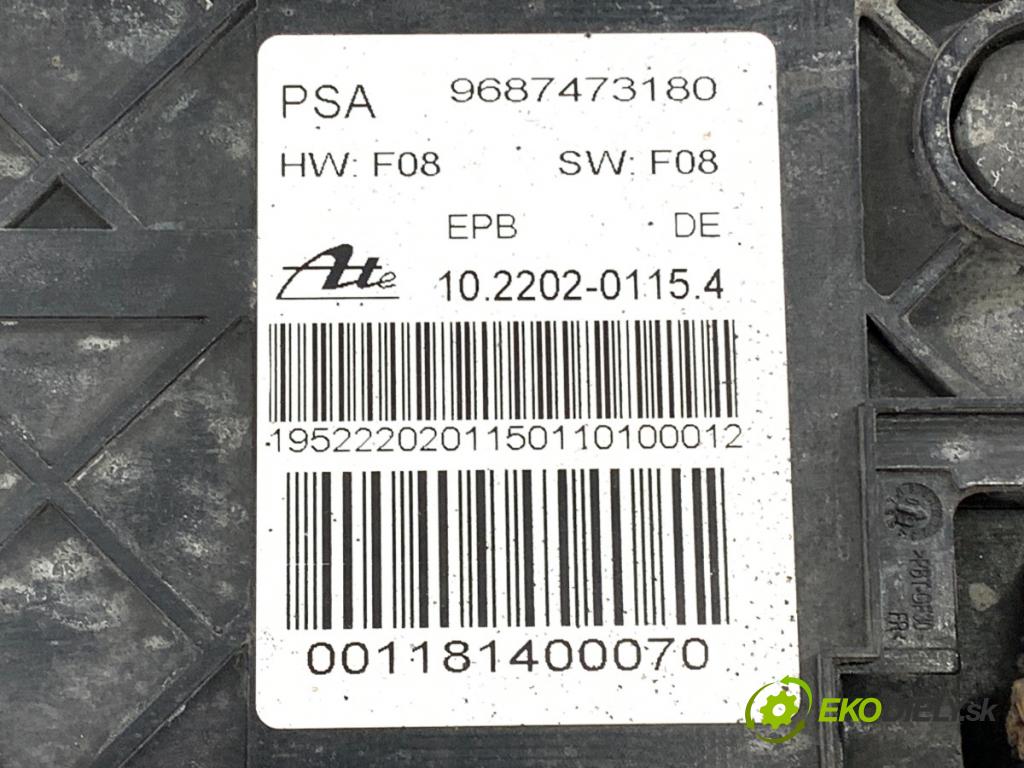 PSA 9687473180
HW: F08 SW: F08
EPB DE
Ate 10.2202-0115.4
1952220201150110100012
001181400070
EKODIELY.sk